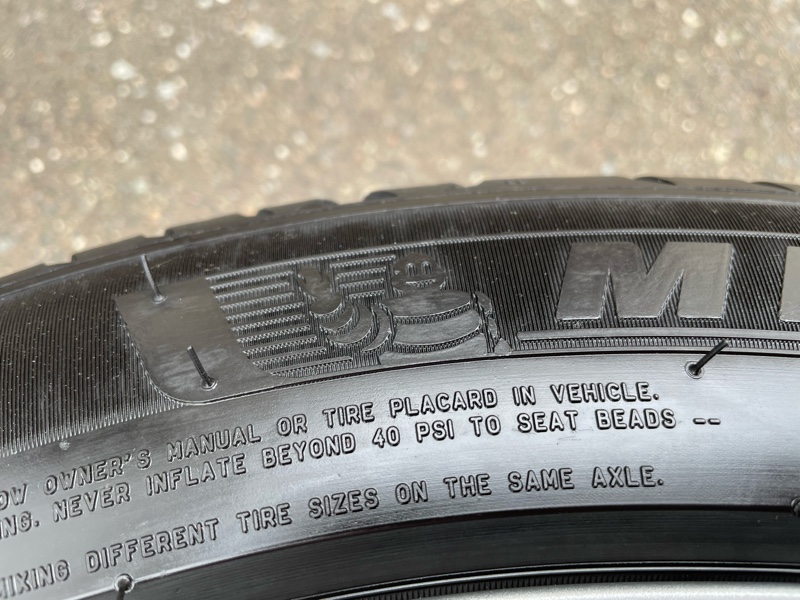 MI
OW OWNER'S MANUAL OR TIRE PLACARD IN VEHICLE.
NG. NEVER INFLATE BEYOND 40 PSI TO SEAT BEADS --
MIXING DIFFERENT TIRE SIZES ON THE SAME AXLE.